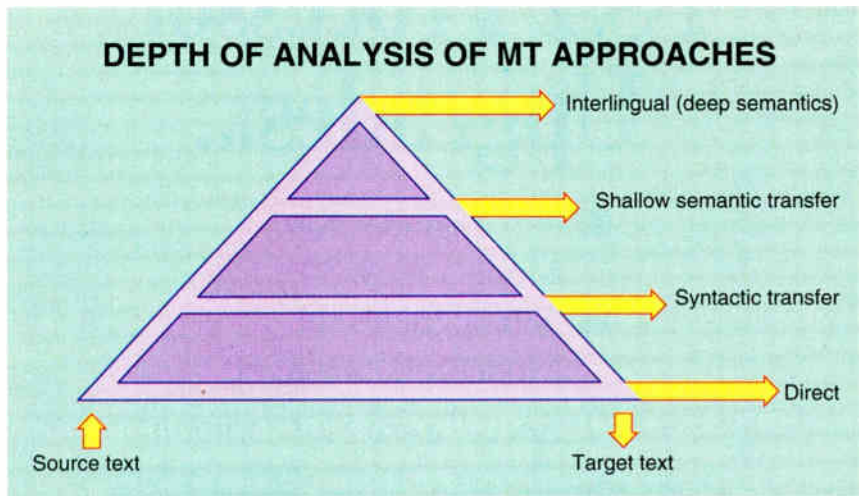 DEPTH OF ANALYSIS OF MT APPROACHES
Interlingual (deep semantics)
Shallow semantic transfer
Syntactic transfer
Direct
Source text
Target text